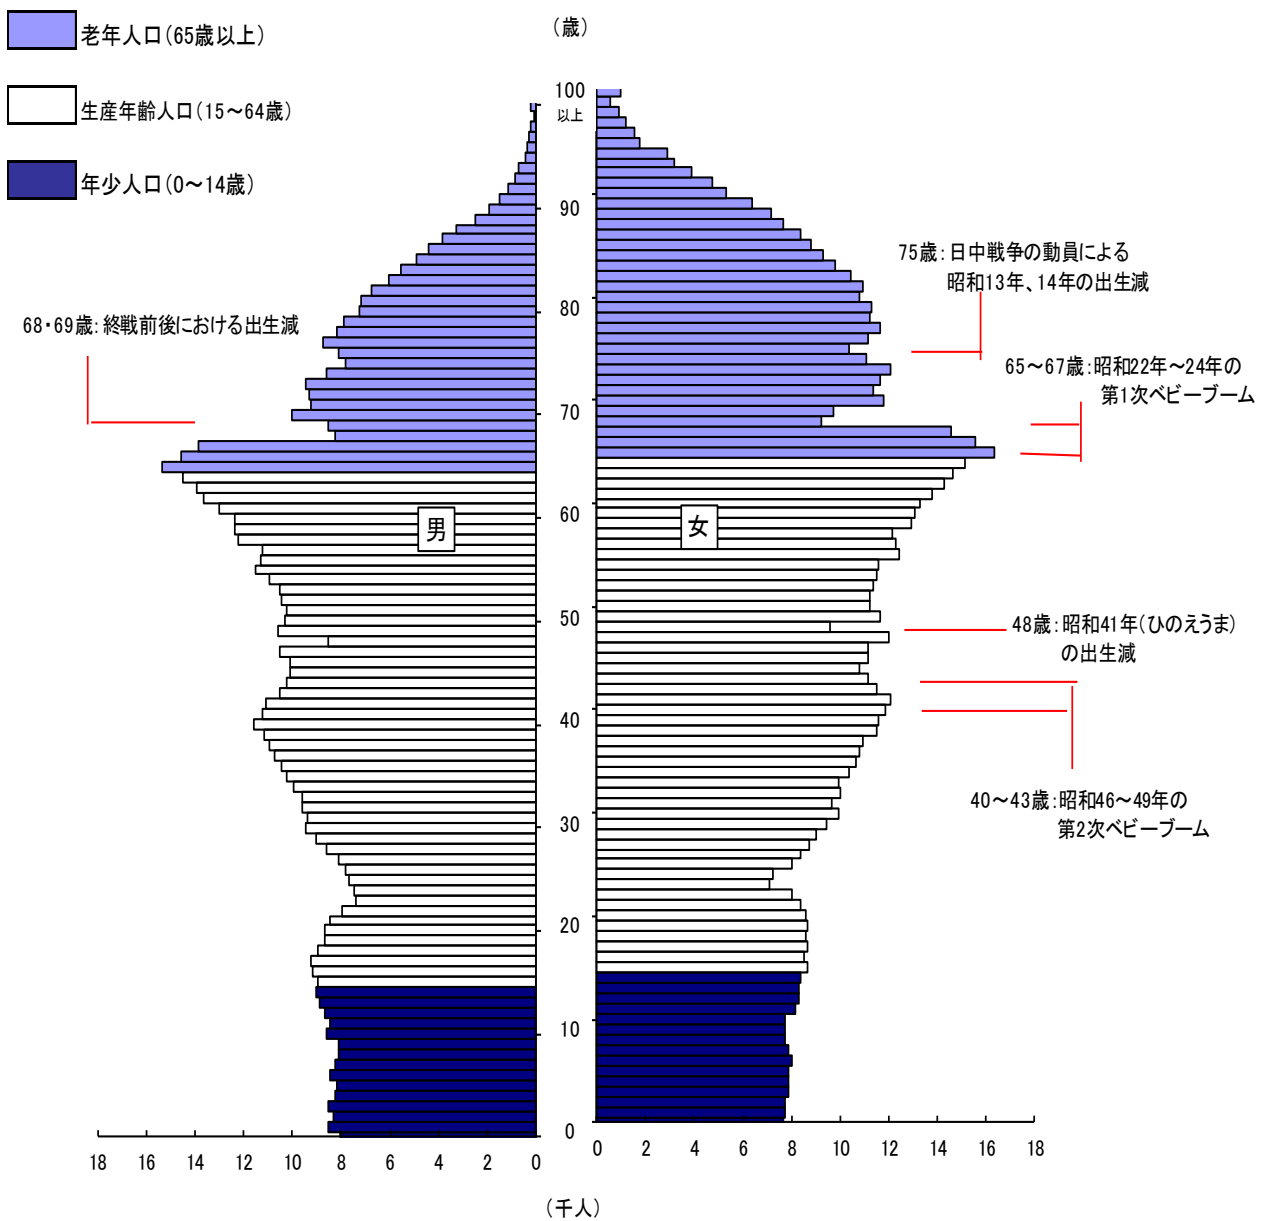 老年人口(65歳以上)
生産年齢人口(15～64歳)
年少人口(0～14歳)
(歳)
100
以上
90
80
70
60
50
40
30
20
10
0
68・69歳：終戦前後における出生減
75歳：日中戦争の動員による
昭和13年、14年の出生減
65～67歳：昭和22年～24年の
第1次ベビーブーム
男
女
48歳：昭和41年(ひのえうま)
の出生減
40～43歳：昭和46～49年の
第2次ベビーブーム
18 16 14 12 10 8 6 4 2 0
0 2 4 6 8 10 12 14 16 18
(千人)